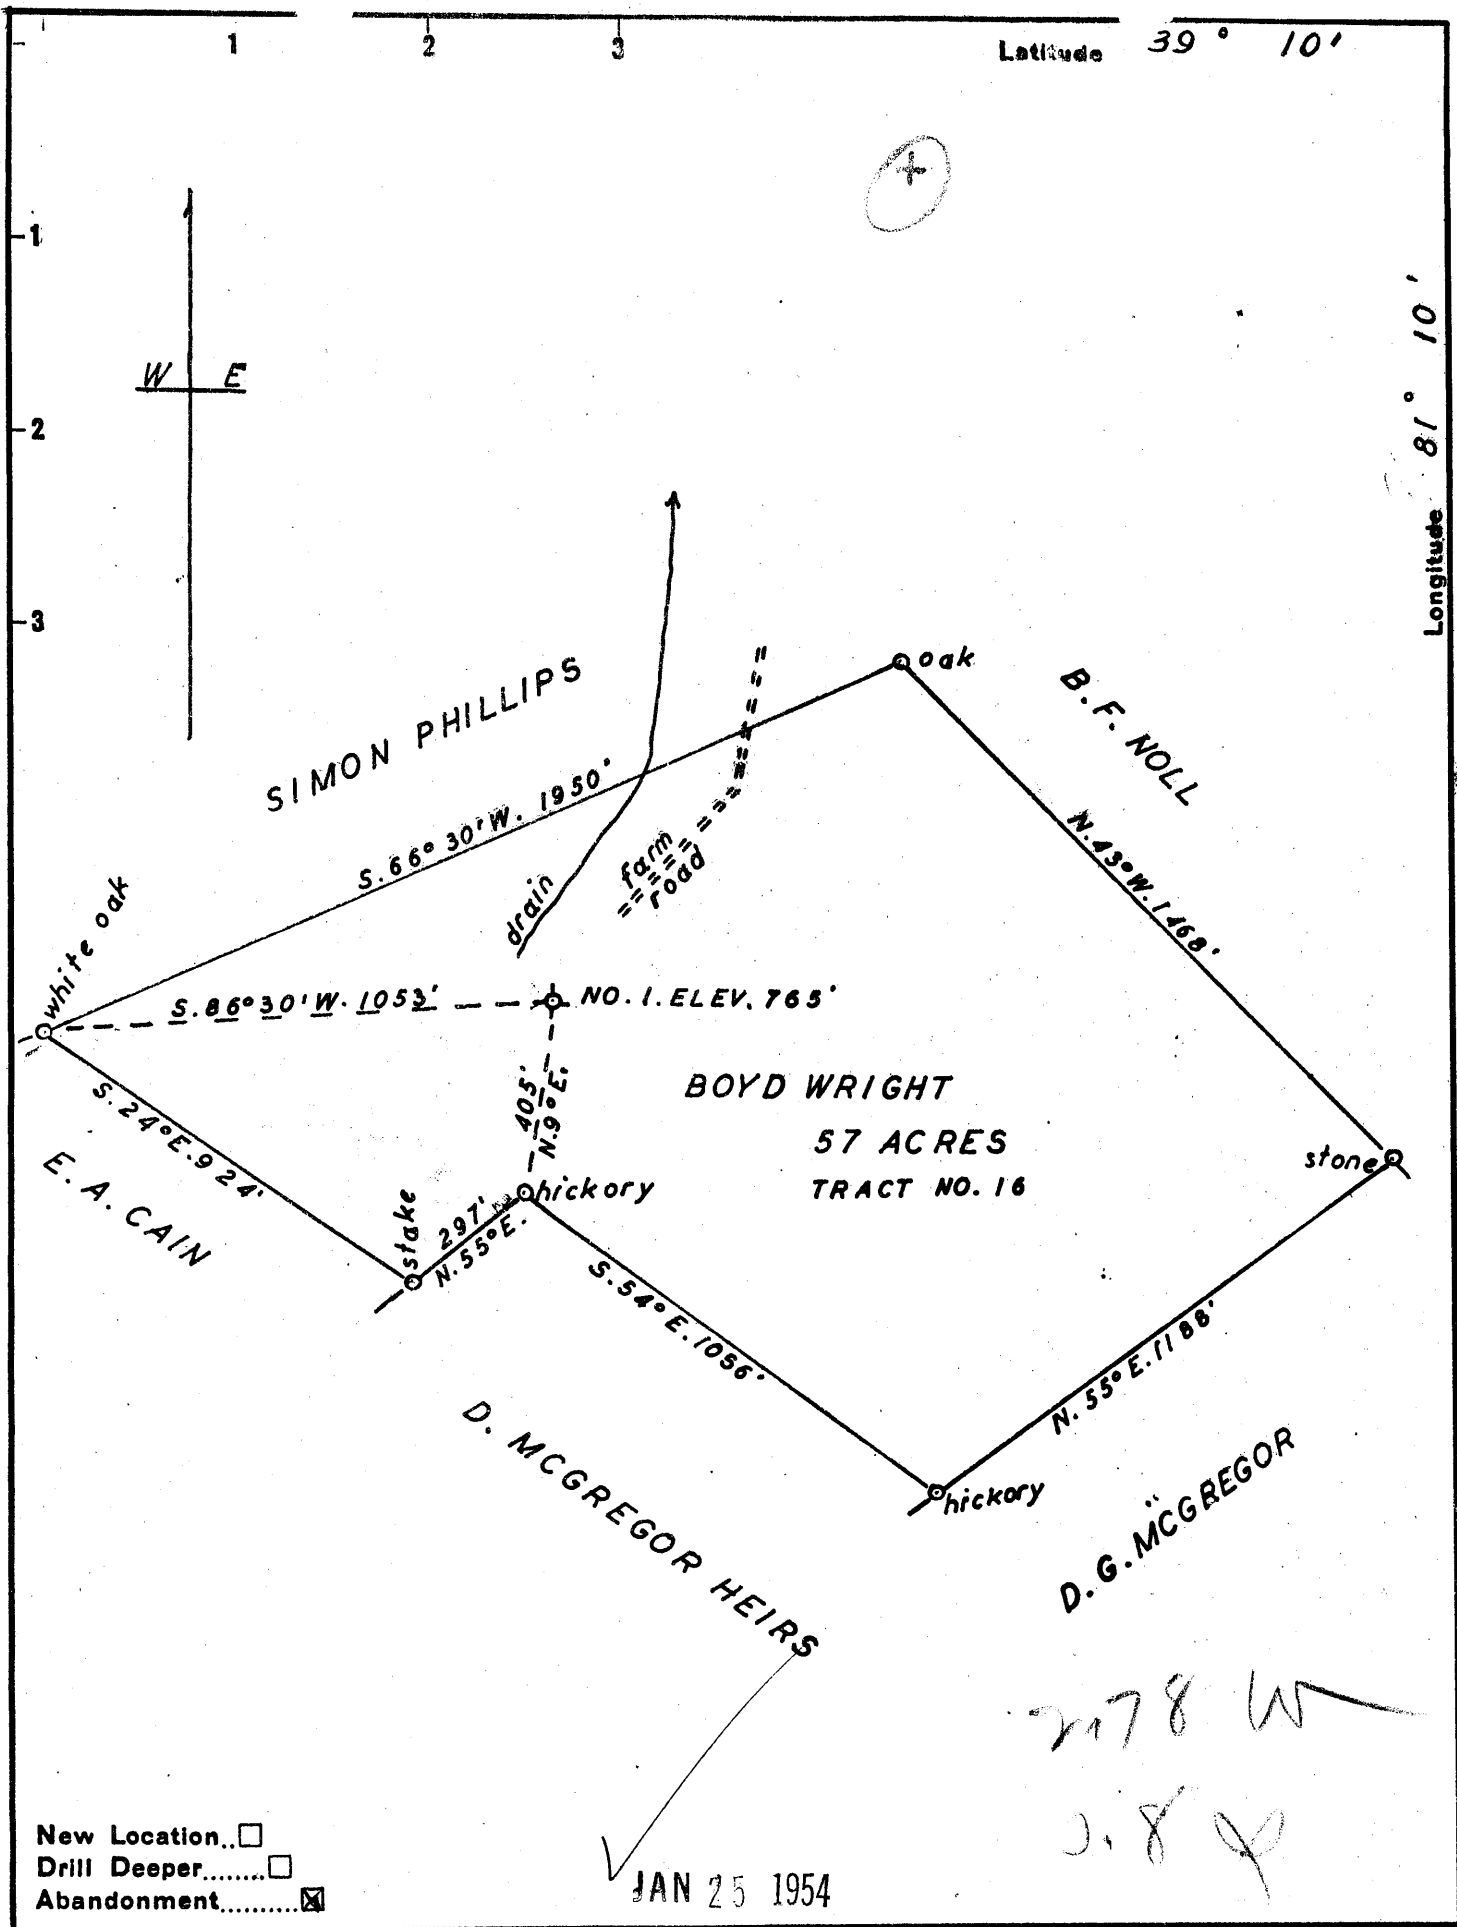 1 2 3 Latitude 39° 10'
+
-1
W E
-2
Longitude 81° 10'
-3
SIMON PHILLIPS
oak
B.F. NOLL
S.66°30'W. 1950'
N.43°W.1468'
farm
road
drain
white oak
S.86°30'W. 1053'
NO. 1. ELEV. 765'
405'
N.9°E.
BOYD WRIGHT
57 ACRES
TRACT NO. 16
stone
S.24°E.924'
E. A. CAIN
stake
297'
N.55°E.
hickory
S.54°E.1056'
N.55°E.1188'
hickory
D. MCGREGOR HEIRS
D.G. MCGREGOR
2.78 W
New Location..☐
Drill Deeper........☐
Abandonment..........☒
JAN 25 1954